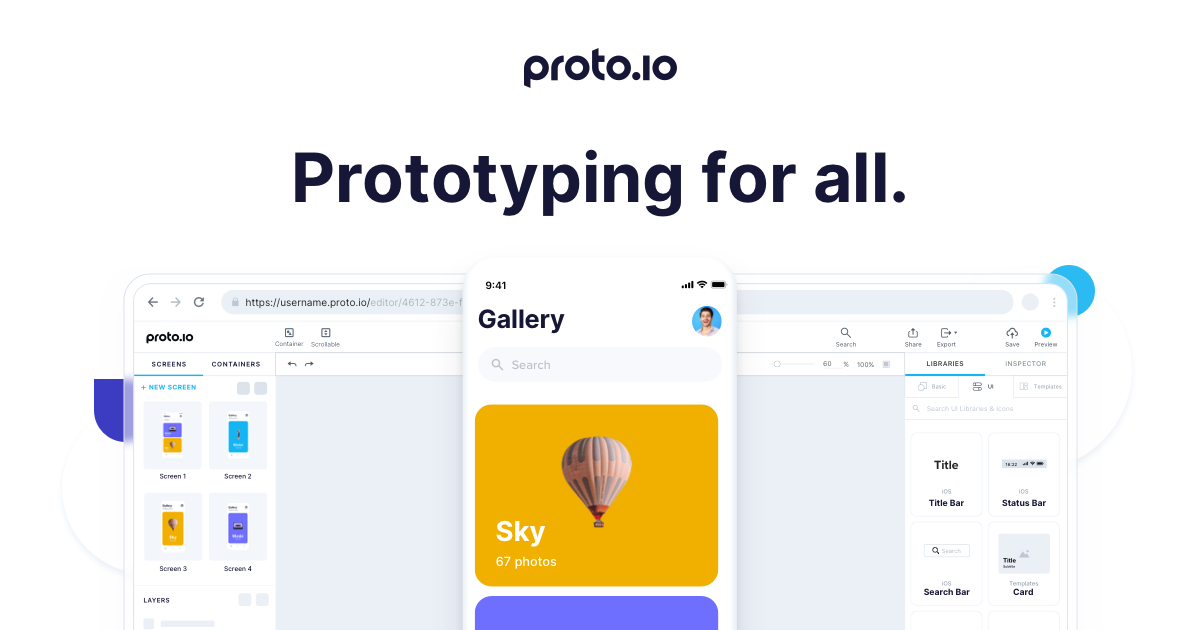 proto.io
Prototyping for all.
9:41
https://username.proto.io/editor/4612-873e-f
Gallery
proto.io
Container
Scrollable
Search
Share
Export
Save
Preview
SCREENS
CONTAINERS
60
%
100%
LIBRARIES
INSPECTOR
Search
+ NEW SCREEN
Basic
UI
Templates
Search UI Libraries & Icons
Screen 1
Screen 2
Title
16:22
iOS
Title Bar
iOS
Status Bar
Sky
67 photos
Screen 3
Screen 4
Search
Title
Subtitle
iOS
Search Bar
Templates
Card
LAYERS